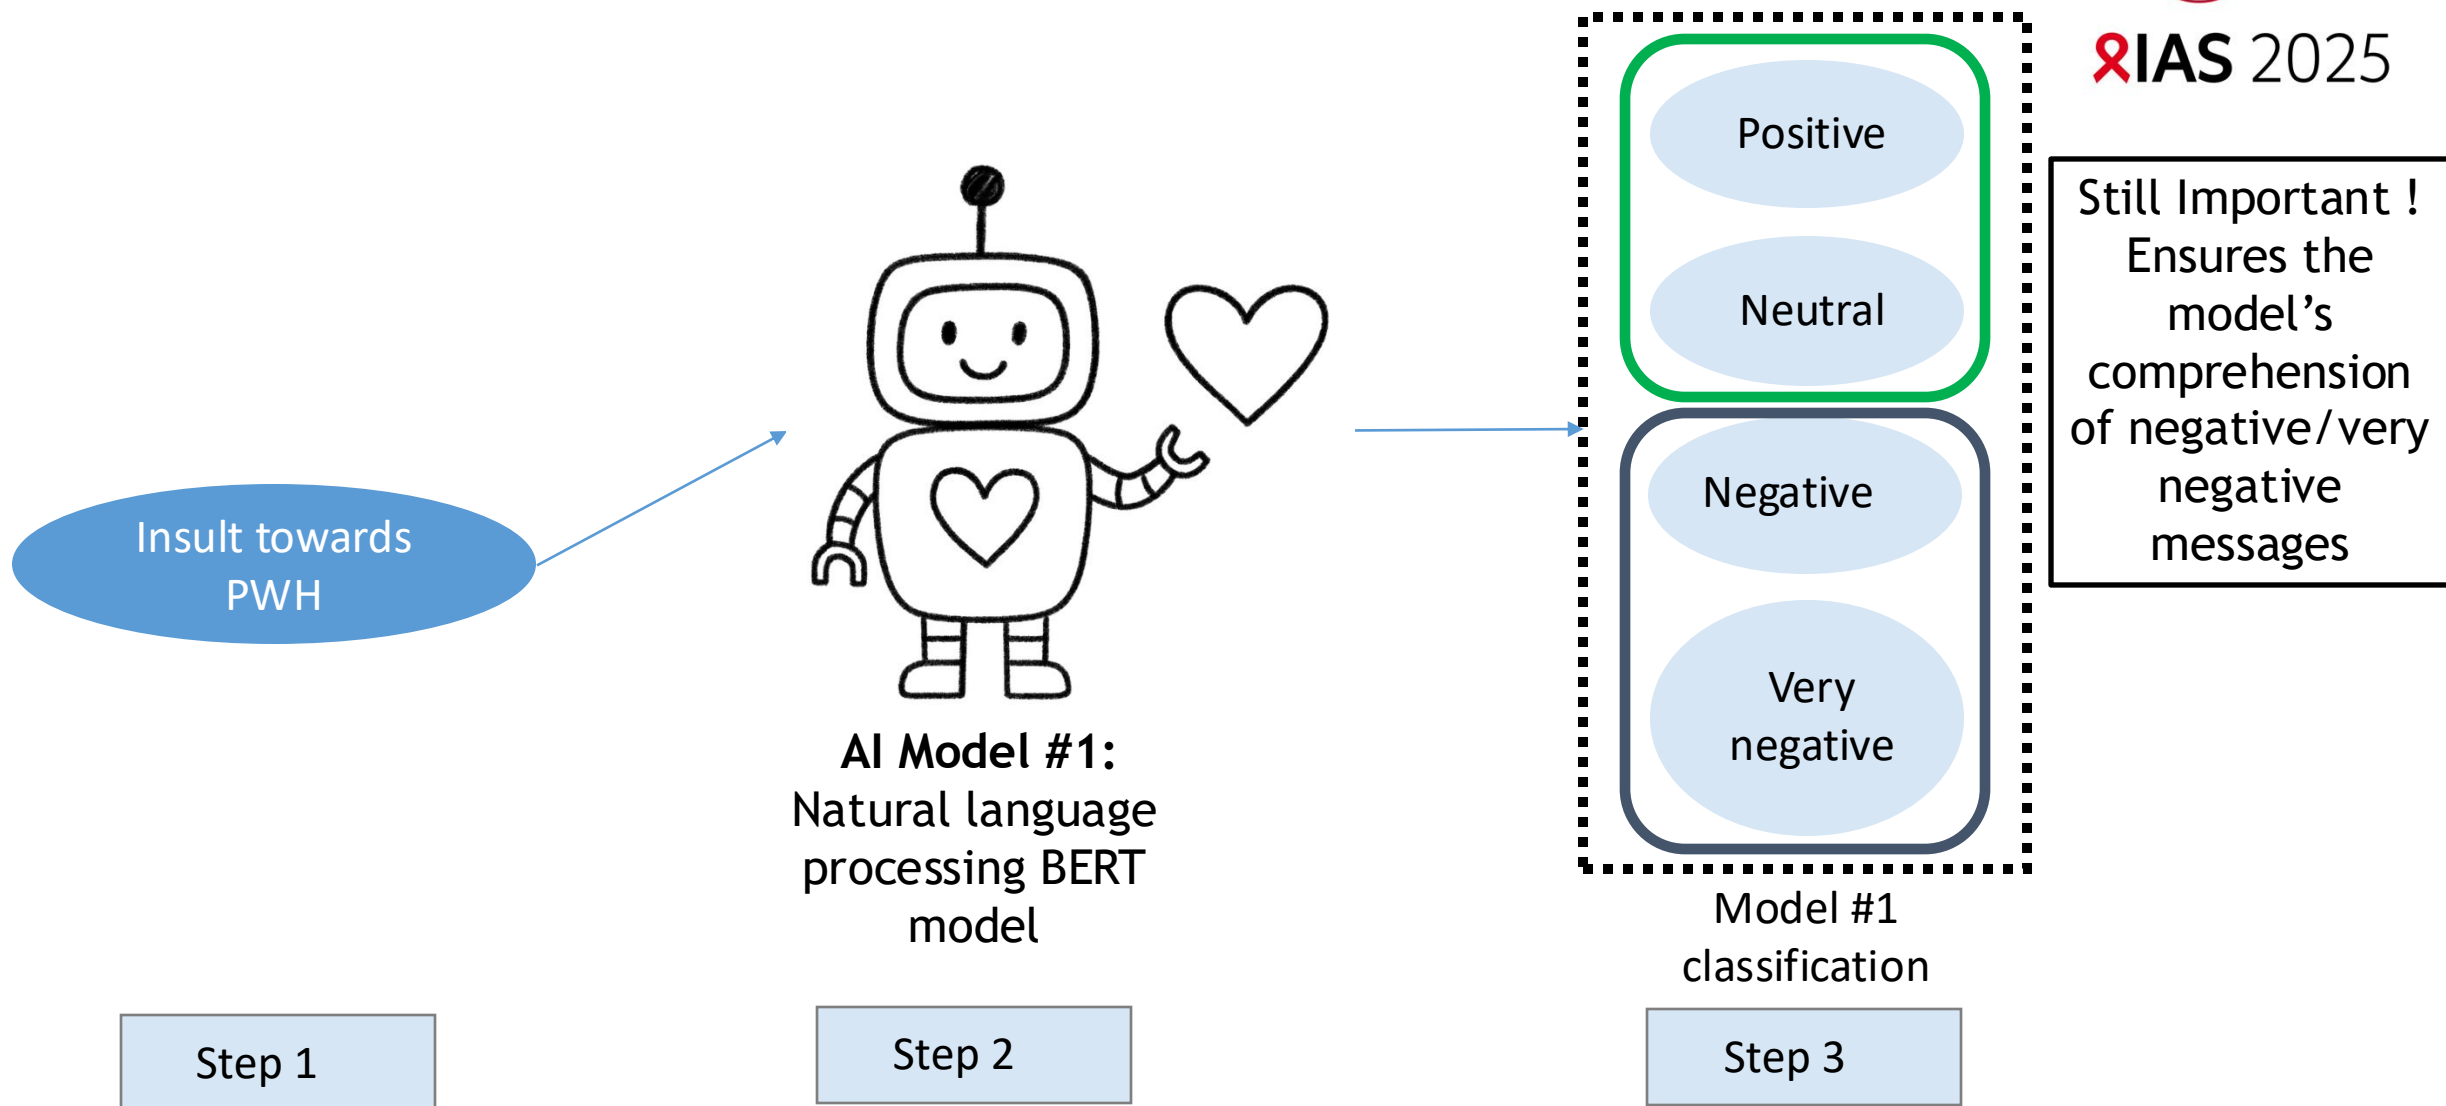 IAS 2025
Insult towards
PWH
AI Model #1:
Natural language
processing BERT
model
Positive
Neutral
Negative
Very
negative
Model #1
classification
Still Important !
Ensures the
model’s
comprehension
of negative/very
negative
messages
Step 1
Step 2
Step 3